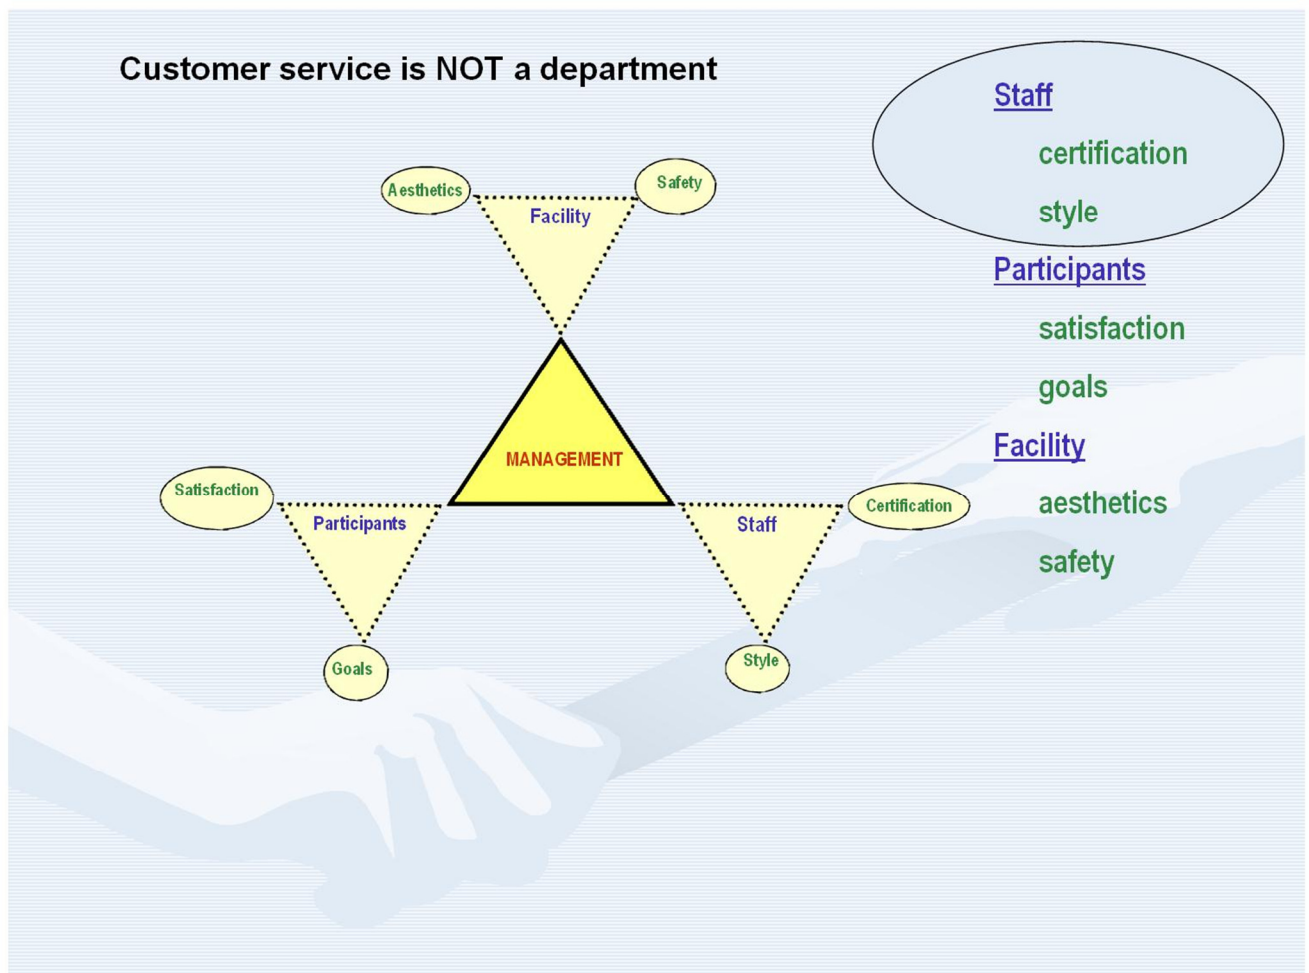 Customer service is NOT a department
Aesthetics
Safety
Facility
MANAGEMENT
Satisfaction
Participants
Goals
Staff
Certification
Style
Staff
certification
style
Participants
satisfaction
goals
Facility
aesthetics
safety